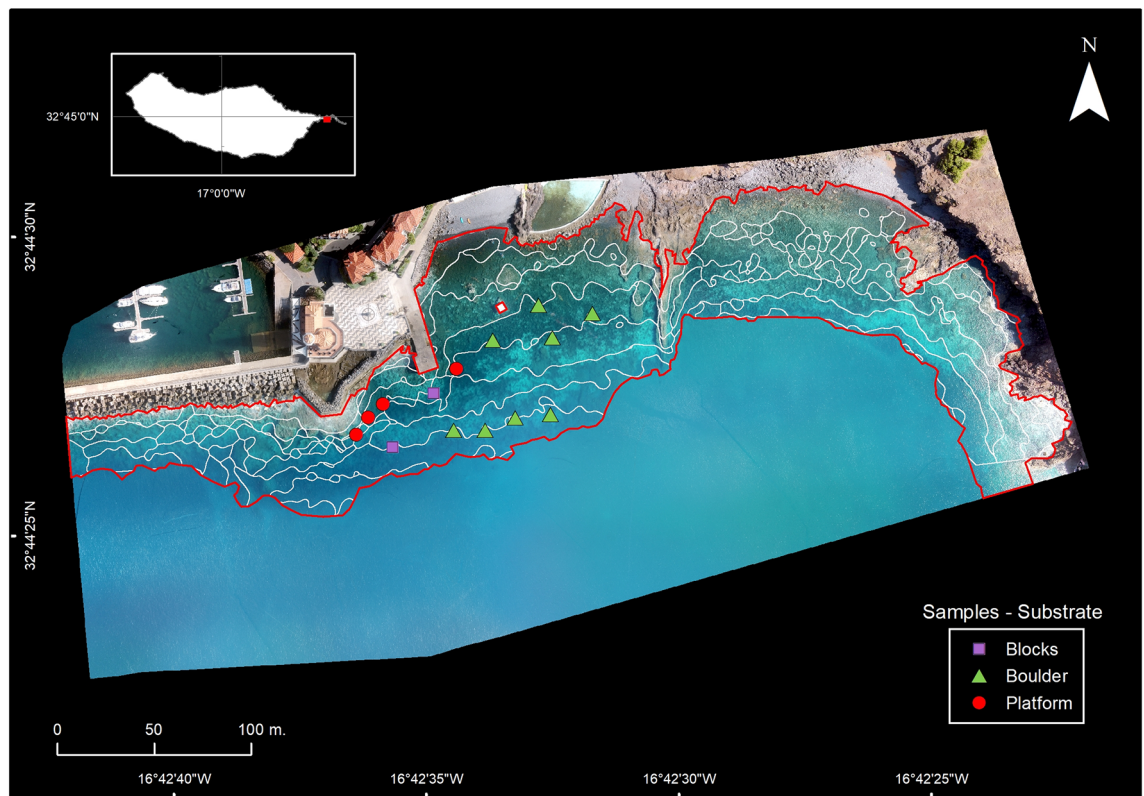 N
32°45'0"N
17°0'0"W
32°44'30"N
32°44'25"N
Samples - Substrate
Blocks
Boulder
Platform
0 50 100 m.
16°42'40"W 16°42'35"W 16°42'30"W 16°42'25"W